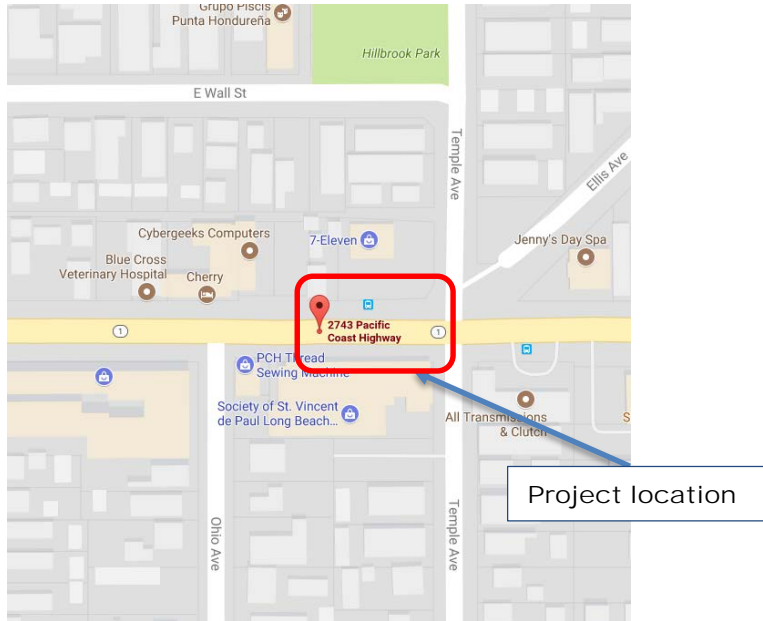 Grupo Piscis
Punta Hondureña
Hillbrook Park
E Wall St
Temple Ave
Ellis Ave
Cybergeeks Computers
7-Eleven
Jenny's Day Spa
Blue Cross
Veterinary Hospital
Cherry
1
2743 Pacific
Coast Highway
1
PCH Thread
Sewing Machine
Society of St. Vincent
de Paul Long Beach...
All Transmissions
& Clutch
S
Project location
Ohio Ave
Temple Ave